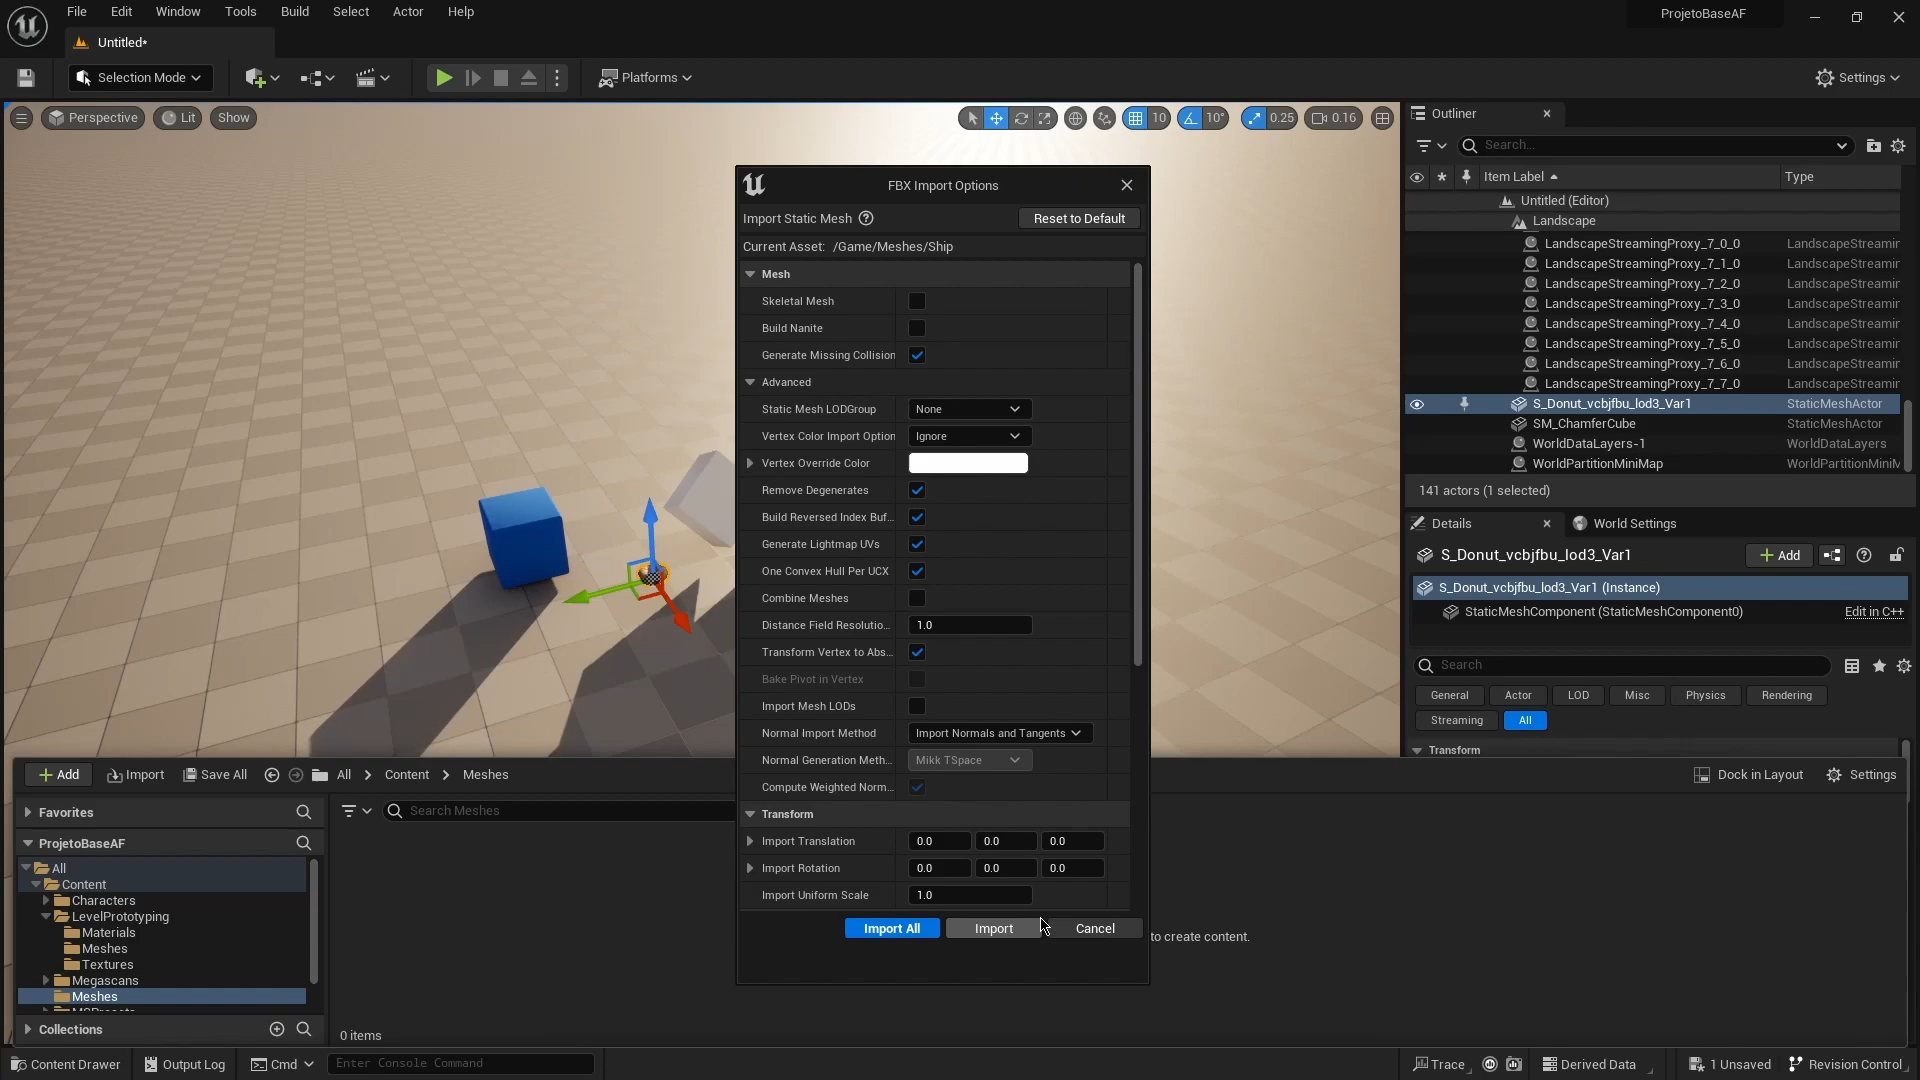 File Edit Window Tools Build Select Actor Help
ProjetoBaseAF
Untitled*
Selection Mode
Platforms
Settings
Perspective Lit Show
10 10° 0.25 0.16
Outliner
Search...
Item Label Type
Untitled (Editor)
Landscape
LandscapeStreamingProxy_7_0_0 LandscapeStreamir
LandscapeStreamingProxy_7_1_0 LandscapeStreamir
LandscapeStreamingProxy_7_2_0 LandscapeStreamir
LandscapeStreamingProxy_7_3_0 LandscapeStreamir
LandscapeStreamingProxy_7_4_0 LandscapeStreamir
LandscapeStreamingProxy_7_5_0 LandscapeStreamir
LandscapeStreamingProxy_7_6_0 LandscapeStreamir
LandscapeStreamingProxy_7_7_0 LandscapeStreamir
S_Donut_vcbjfbu_lod3_Var1 StaticMeshActor
SM_ChamferCube StaticMeshActor
WorldDataLayers-1 WorldDataLayers
WorldPartitionMiniMap WorldPartitionMiniM
141 actors (1 selected)
Details World Settings
S_Donut_vcbjfbu_lod3_Var1 Add
S_Donut_vcbjfbu_lod3_Var1 (Instance)
StaticMeshComponent (StaticMeshComponent0) Edit in C++
Search
General Actor LOD Misc Physics Rendering
Streaming All
Transform
FBX Import Options
Import Static Mesh Reset to Default
Current Asset: /Game/Meshes/Ship
Mesh
Skeletal Mesh
Build Nanite
Generate Missing Collision
Advanced
Static Mesh LODGroup None
Vertex Color Import Option Ignore
Vertex Override Color
Remove Degenerates
Build Reversed Index Buf...
Generate Lightmap UVs
One Convex Hull Per UCX
Combine Meshes
Distance Field Resolutio... 1.0
Transform Vertex to Abs...
Bake Pivot in Vertex
Import Mesh LODs
Normal Import Method Import Normals and Tangents
Normal Generation Meth... Mikk TSpace
Compute Weighted Norm...
Transform
Import Translation 0.0 0.0 0.0
Import Rotation 0.0 0.0 0.0
Import Uniform Scale 1.0
Import All Import Cancel
Add Import Save All All Content Meshes
Dock in Layout Settings
Favorites
Search Meshes
ProjetoBaseAF
All
Content
Characters
LevelPrototyping
Materials
Meshes
Textures
Megascans
Meshes
to create content.
Collections
0 items
Content Drawer Output Log Cmd Enter Console Command
Trace Derived Data 1 Unsaved Revision Control